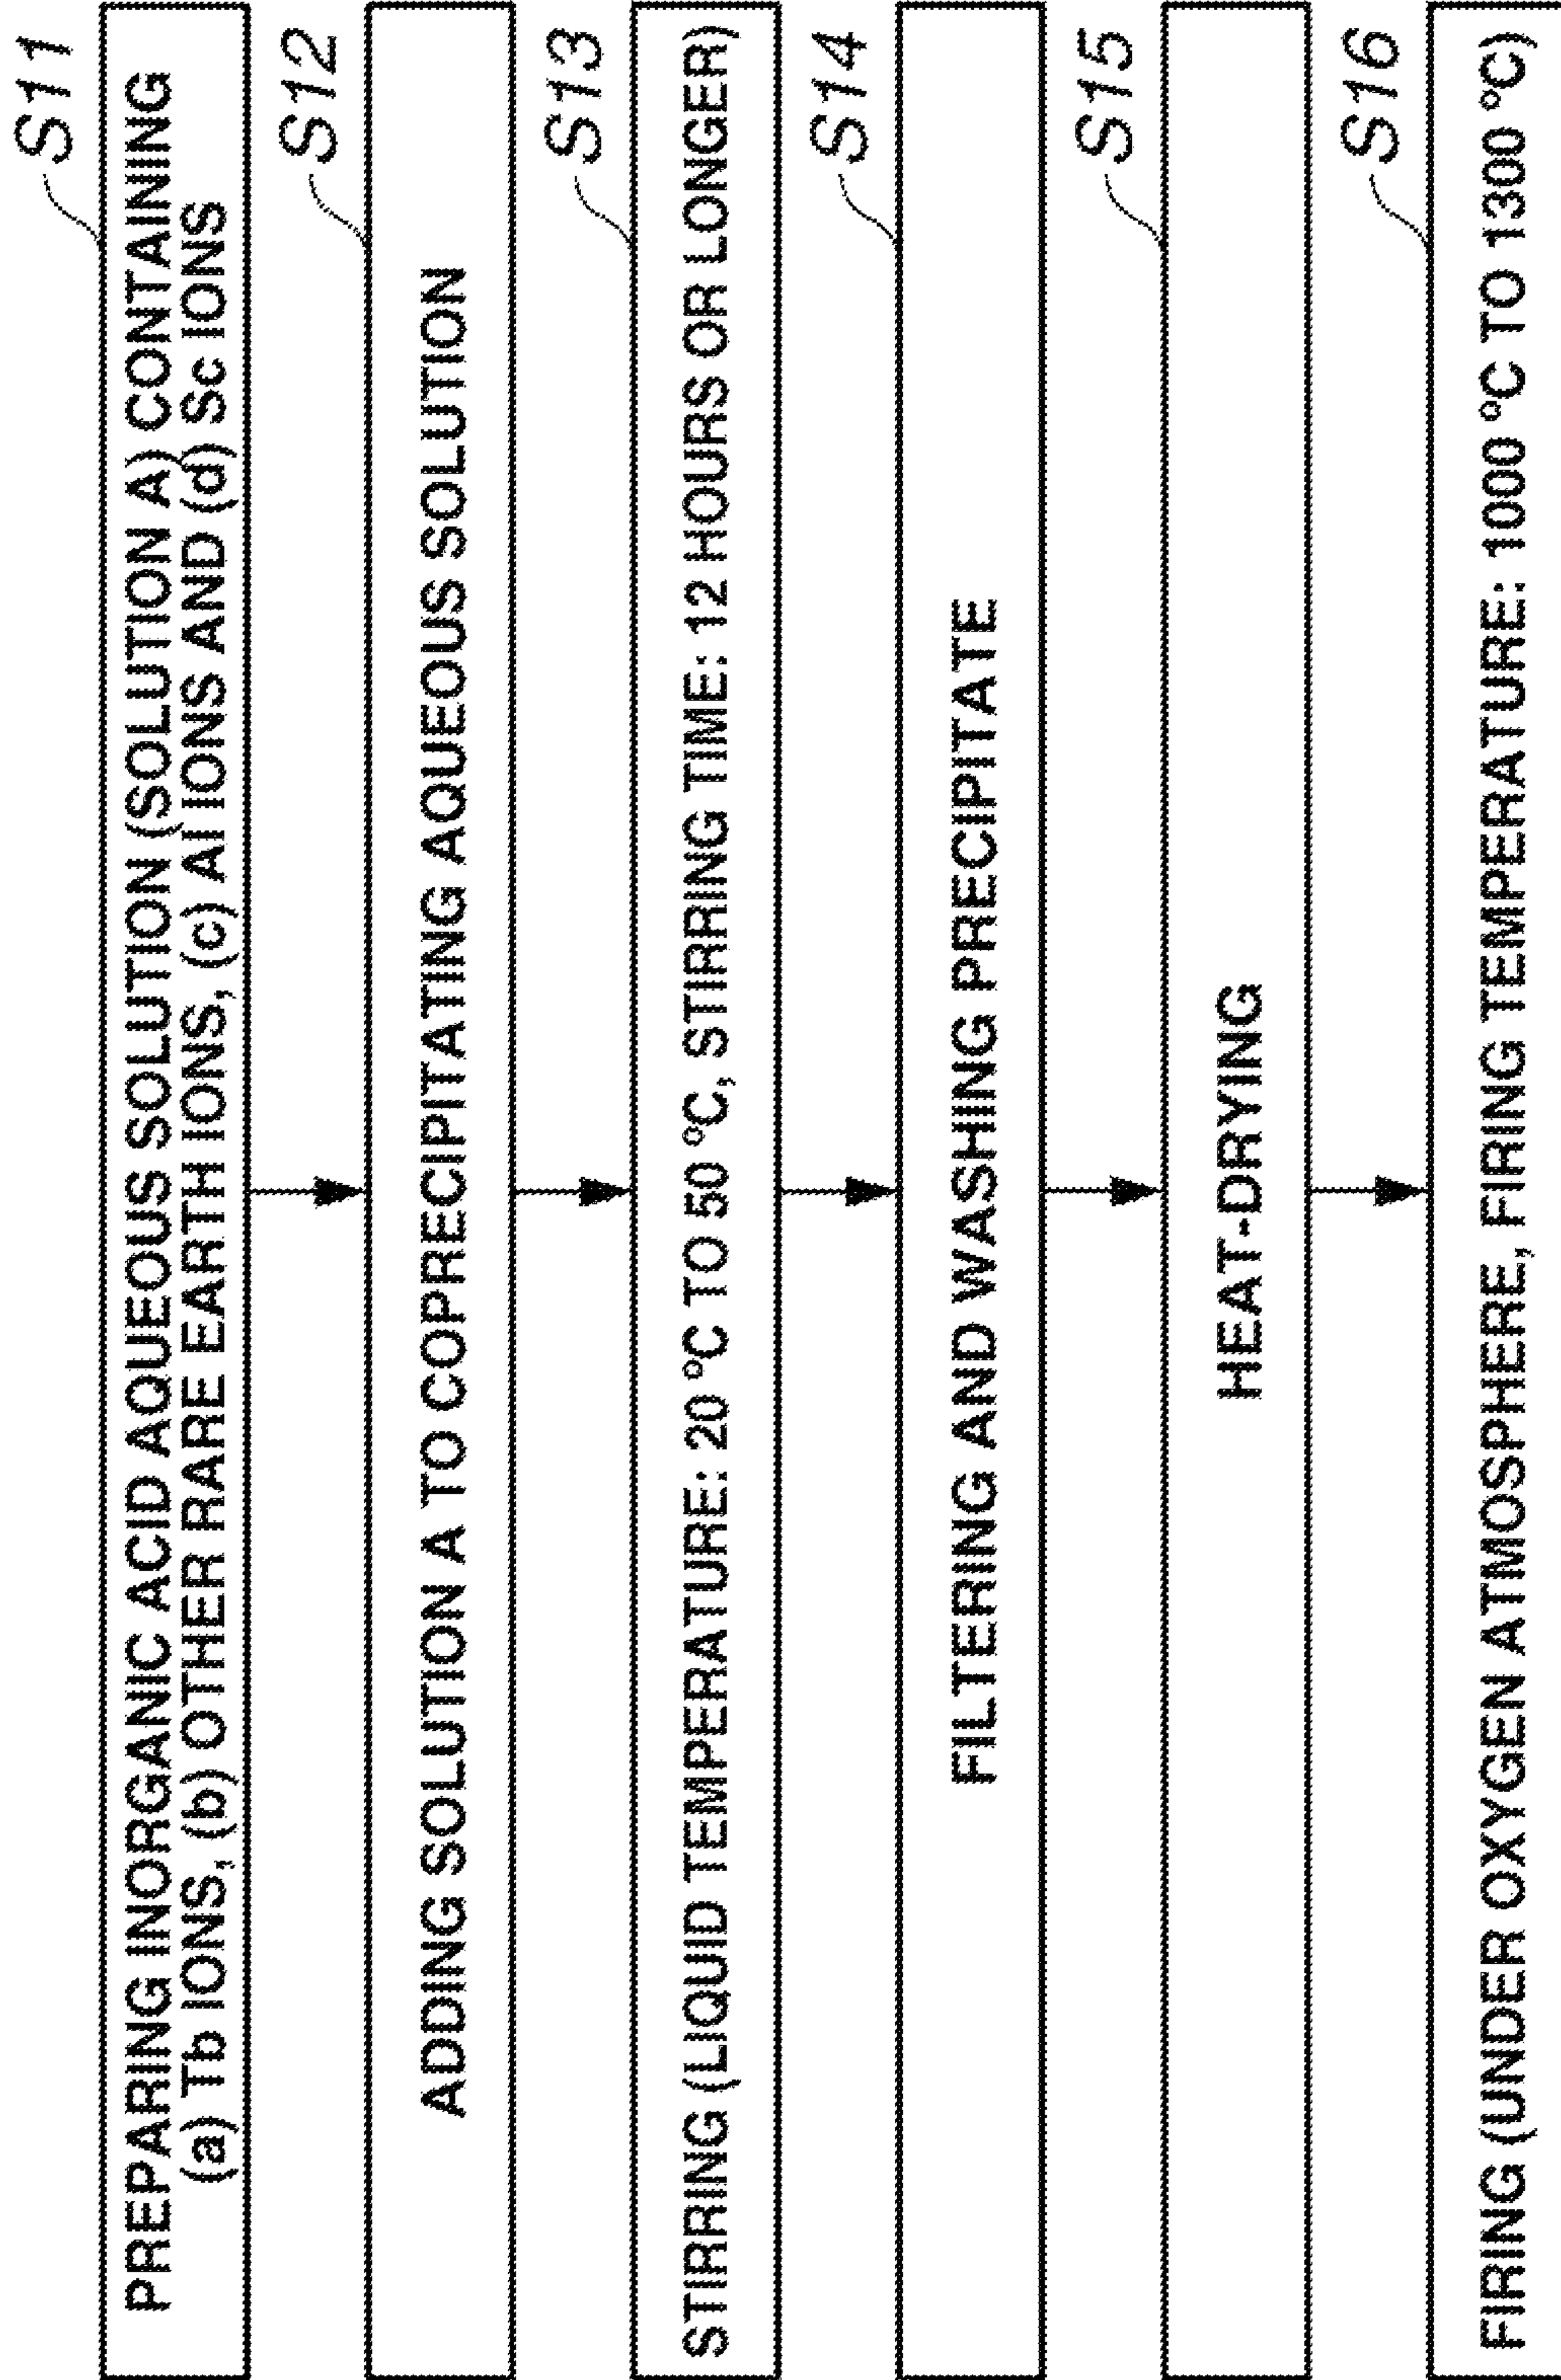 S11
PREPARING INORGANIC ACID AQUEOUS SOLUTION (SOLUTION A) CONTAINING
(a) Tb IONS, (b) OTHER RARE EARTH IONS, (c) Al IONS AND (d) Sc IONS
S12
ADDING SOLUTION A TO COPRECIPITATING AQUEOUS SOLUTION
S13
STIRRING (LIQUID TEMPERATURE: 20 °C TO 50 °C, STIRRING TIME: 12 HOURS OR LONGER)
S14
FILTERING AND WASHING PRECIPITATE
S15
HEAT-DRYING
S16
FIRING (UNDER OXYGEN ATMOSPHERE, FIRING TEMPERATURE: 1000 °C TO 1300 °C)